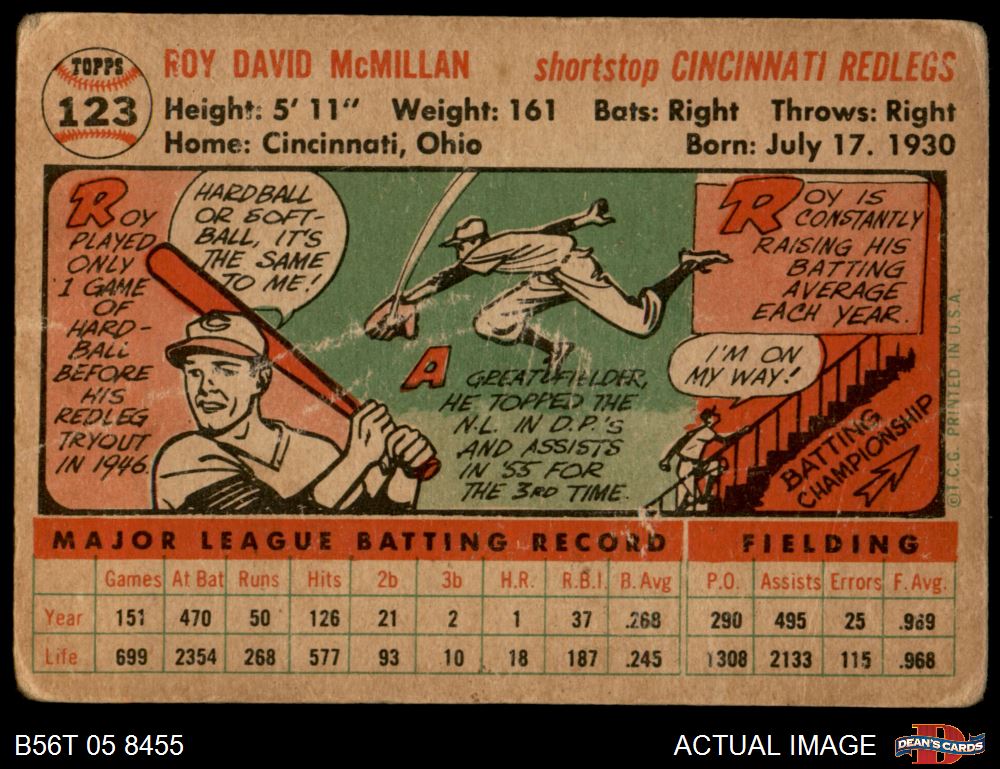 TOPPS
123
ROY DAVID McMILLAN shortstop CINCINNATI REDLEGS
Height: 5' 11" Weight: 161 Bats: Right Throws: Right
Home: Cincinnati, Ohio Born: July 17. 1930
ROY
PLAYED
ONLY
1 GAME
OF
HARD-
BALL
BEFORE
HIS
REDLEG
TRYOUT
IN 1946.
HARDBALL
OR SOFT-
BALL, IT'S
THE SAME
TO ME!
C
A
GREAT FIELDER,
HE TOPPED THE
N.L. IN D.P.'S
AND ASSISTS
IN '55 FOR
THE 3RD TIME.
ROY IS
CONSTANTLY
RAISING HIS
BATTING
AVERAGE
EACH YEAR.
I'M ON
MY WAY!
BATTING
CHAMPIONSHIP
©T.C.G. PRINTED IN U.S.A.
MAJOR LEAGUE BATTING RECORD FIELDING
Games At Bat Runs Hits 2b 3b H.R. R.B.I. B. Avg P.O. Assists Errors F. Avg.
Year 151 470 50 126 21 2 1 37 .268 290 495 25 .969
Life 699 2354 268 577 93 10 18 187 .245 1308 2133 115 .968
B56T 05 8455 ACTUAL IMAGE
D
DEAN'S CARDS